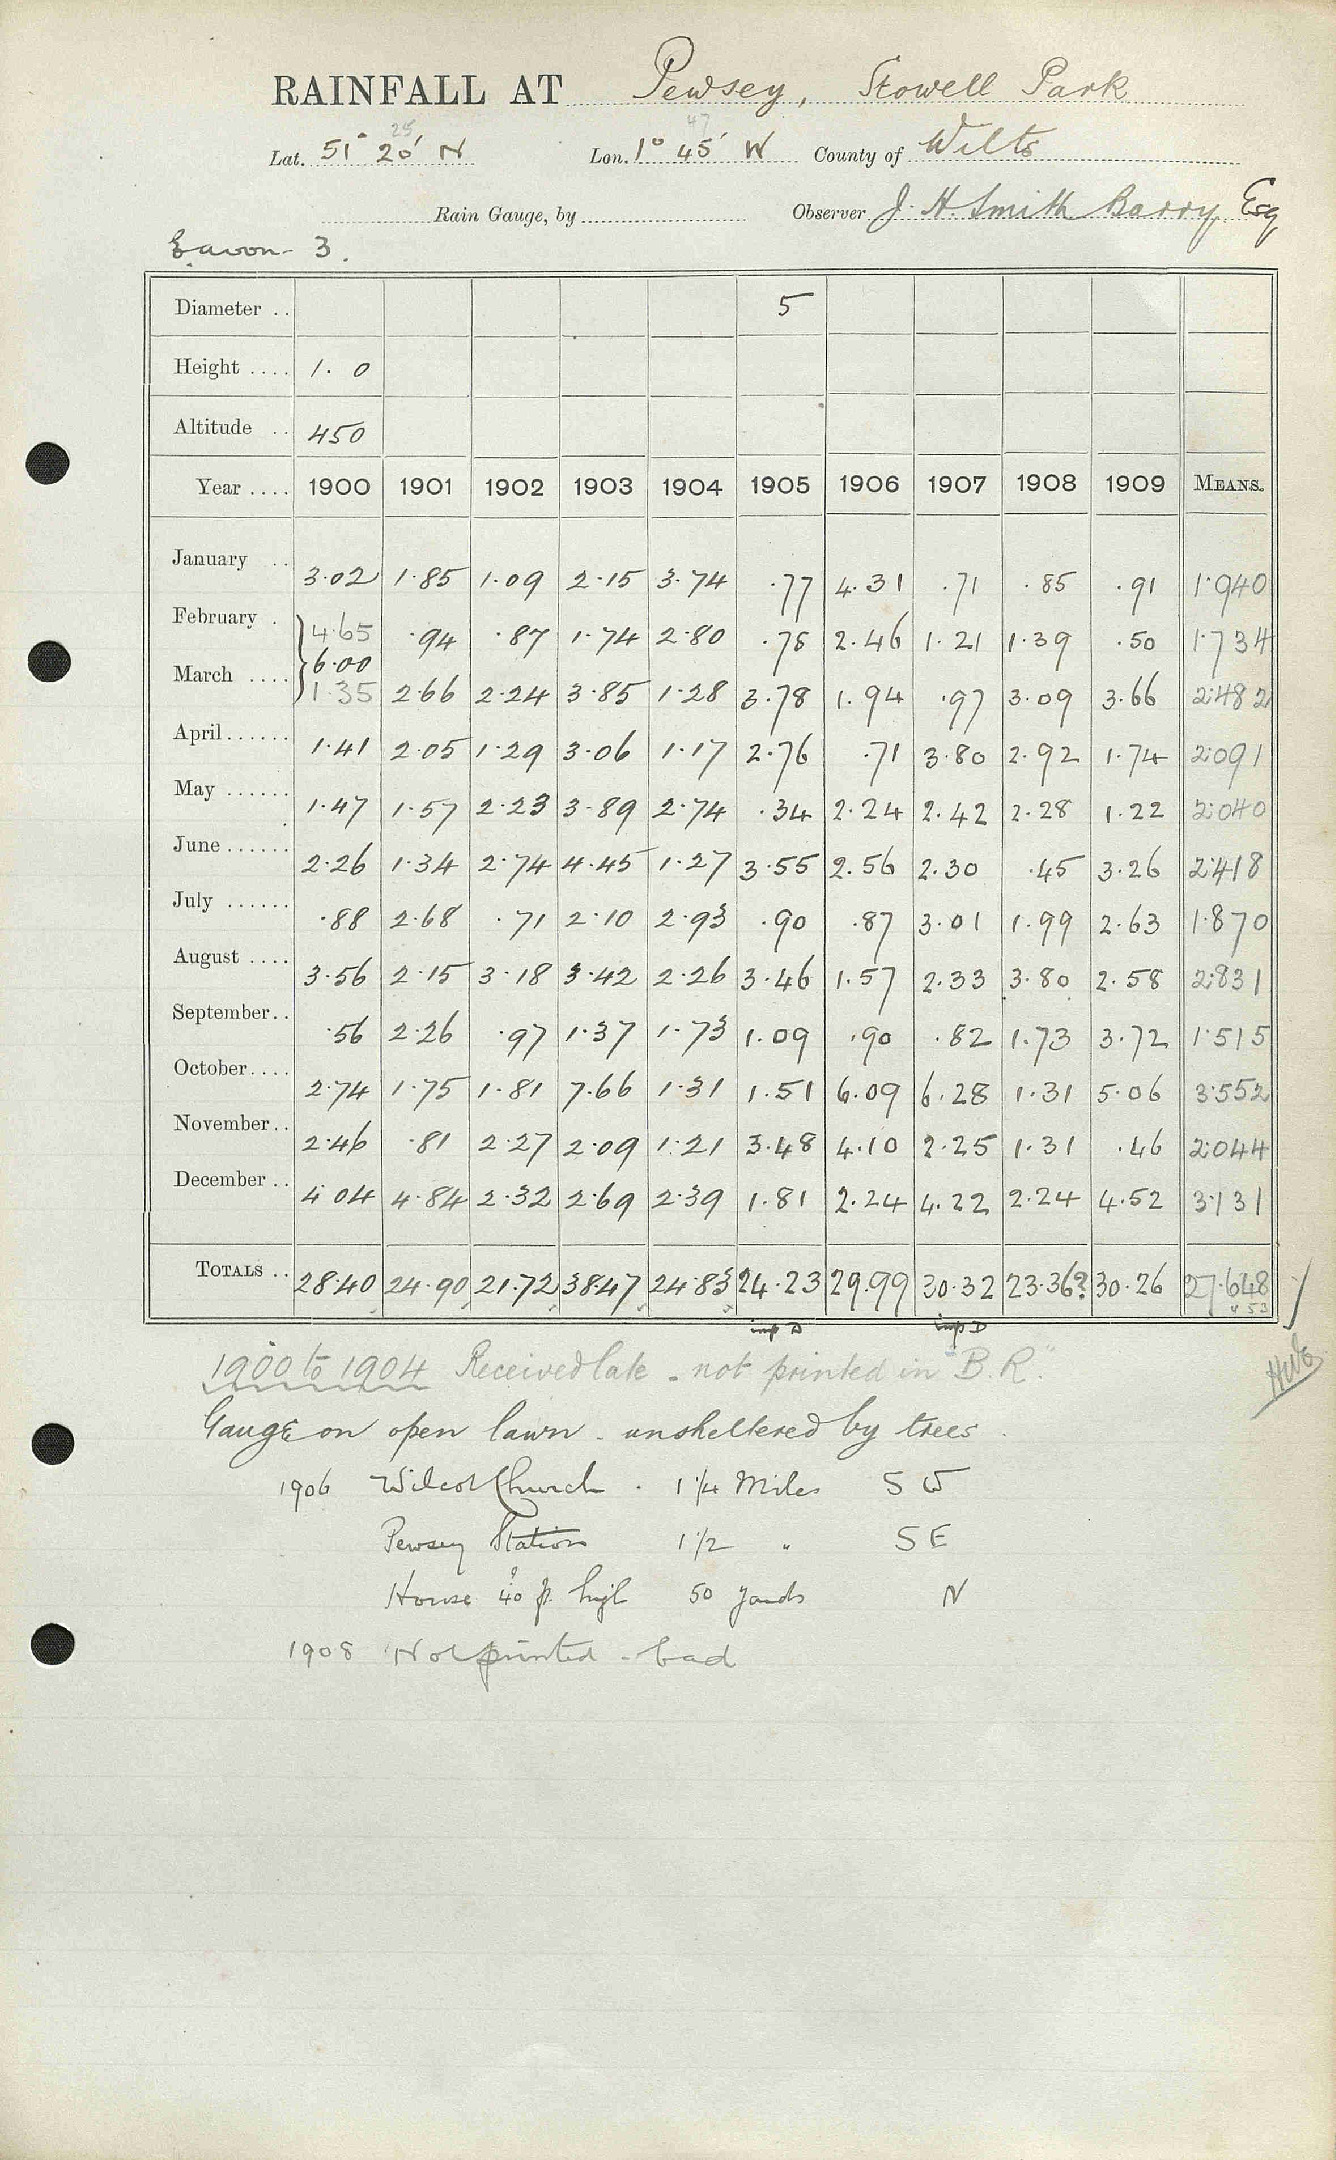 RAINFALL AT Pewsey, Stowell Park
25' 47'
Lat. 51° 20' N Lon. 1° 45' W County of Wilts
Rain Gauge, by Observer J. H. Smith Barry Esq
E. avon - 3.
Diameter .. 5
Height .... 1. 0
Altitude .. 450
Year .... 1900 1901 1902 1903 1904 1905 1906 1907 1908 1909 MEANS.
January .. 3.02 1.85 1.09 2.15 3.74 .77 4.31 .71 .85 .91 1.940
February . 4.65 .94 .87 1.74 2.80 .78 2.46 1.21 1.39 .50 1.734
6.00
March .... 1.35 2.66 2.24 3.85 1.28 3.78 1.94 .97 3.09 3.66 2.482
April...... 1.41 2.05 1.29 3.06 1.17 2.76 .71 3.80 2.92 1.74 2.091
May ...... 1.47 1.57 2.23 3.89 2.74 .34 2.24 2.42 2.28 1.22 2.040
June...... 2.26 1.34 2.74 4.45 1.27 3.55 2.56 2.30 .45 3.26 2.418
July ...... .88 2.68 .71 2.10 2.93 .90 .87 3.01 1.99 2.63 1.870
August .... 3.56 2.15 3.18 3.42 2.26 3.46 1.57 2.33 3.80 2.58 2.831
September.. .56 2.26 .97 1.37 1.73 1.09 .90 .82 1.73 3.72 1.515
October.... 2.74 1.75 1.81 7.66 1.31 1.51 6.09 6.28 1.31 5.06 3.552
November.. 2.46 .81 2.27 2.09 1.21 3.48 4.10 2.25 1.31 .46 2.044
December .. 4.04 4.84 2.32 2.69 2.39 1.81 2.24 4.22 2.24 4.52 3.131
TOTALS .. 28.40 24.90 21.72 38.47 24.83 24.23 29.99 30.32 23.36? 30.26 27.648
imp D imp D
1900 to 1904 Received late - not printed in "B.R."
Gauge on open lawn - unsheltered by trees.
1906 Wilcot Church . 1 1/4 Miles S W
Pewsey Station 1 1/2 " S E
House 40 ft. high 50 yards N
1908 Not printed - bad